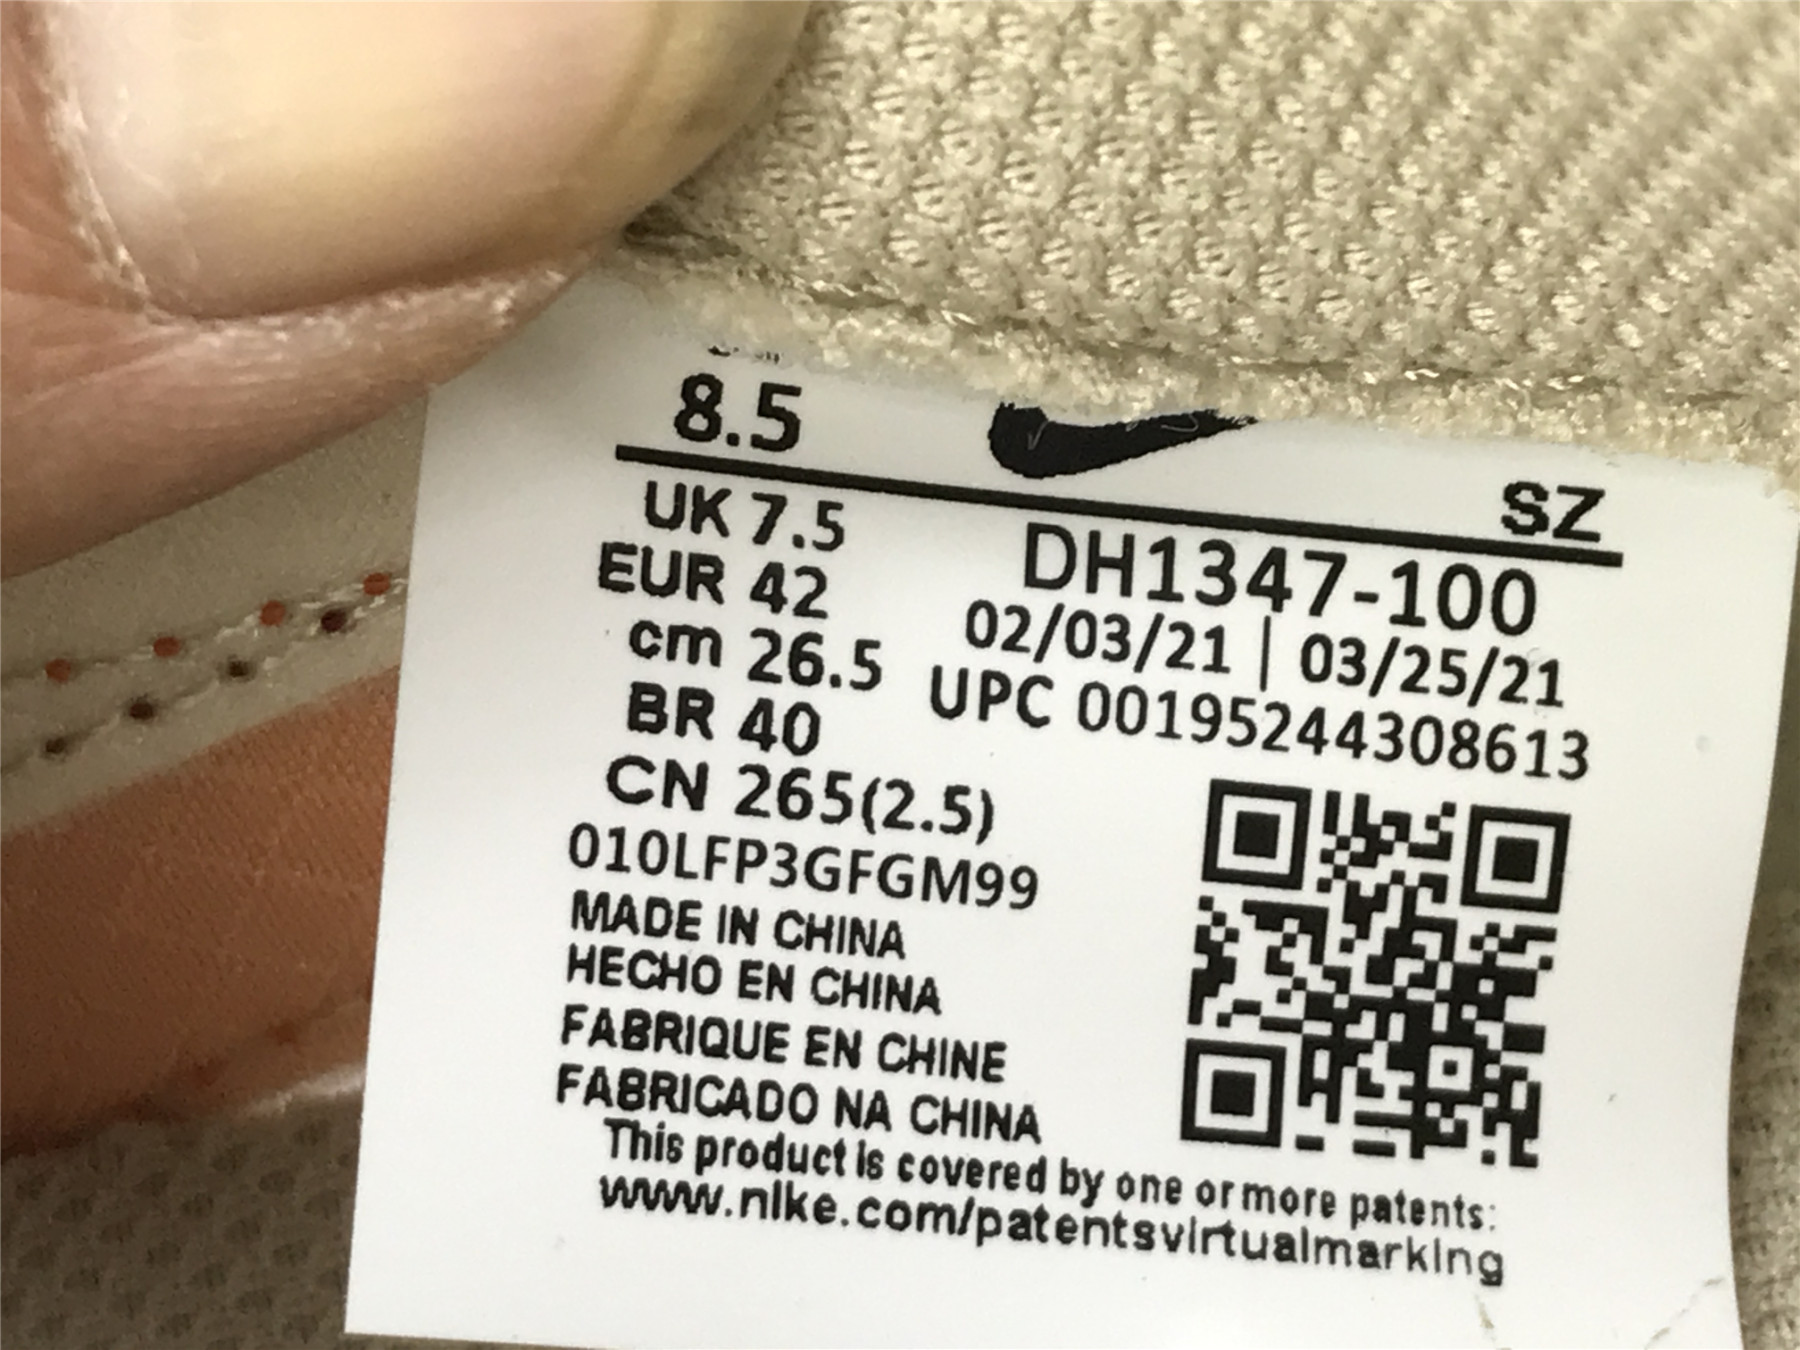 8.5
SZ
UK 7.5
EUR 42
cm 26.5
BR 40
CN 265(2.5)
DH1347-100
02/03/21 | 03/25/21
UPC 00195244308613
010LFP3GFGM99
MADE IN CHINA
HECHO EN CHINA
FABRIQUE EN CHINE
FABRICADO NA CHINA
This product is covered by one or more patents:
www.nike.com/patentsvirtualmarking